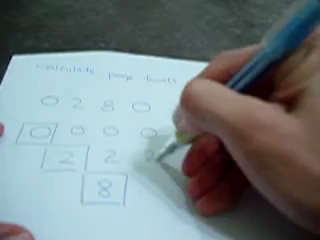 Calculate
0 2 8 0
0 0 0 0
2 2 2
8